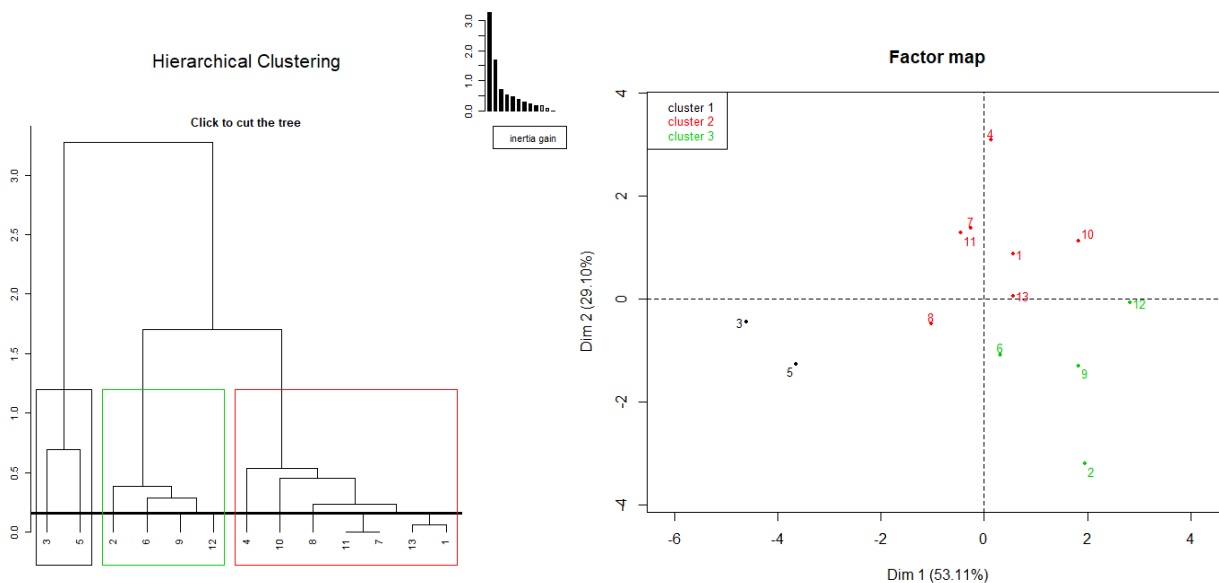 Hierarchical Clustering
3.0
2.0
1.0
0.0
inertia gain
Click to cut the tree
3.0
2.5
2.0
1.5
1.0
0.5
0.0
3 5 2 6 9 12 4 10 8 11 7 13 1
Factor map
cluster 1
cluster 2
cluster 3
4
2
0
-2
-4
Dim 2 (29.10%)
4
7
11
10
1
13
12
8
3
6
5
9
2
-6 -4 -2 0 2 4
Dim 1 (53.11%)